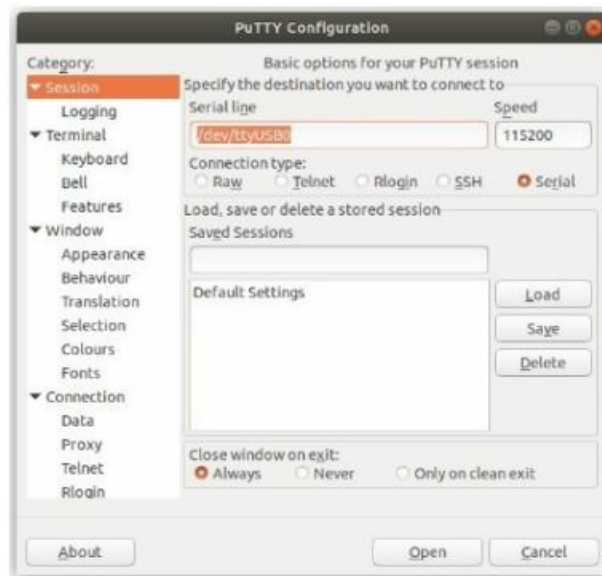 PuTTY Configuration
Category:
Session
Logging
Terminal
Keyboard
Bell
Features
Window
Appearance
Behaviour
Translation
Selection
Colours
Fonts
Connection
Data
Proxy
Telnet
Rlogin
Basic options for your PuTTY session
Specify the destination you want to connect to
Serial line Speed
/dev/ttyUSB0 115200
Connection type:
Raw Telnet Rlogin SSH Serial
Load, save or delete a stored session
Saved Sessions
Default Settings
Load
Save
Delete
Close window on exit:
Always Never Only on clean exit
About Open Cancel